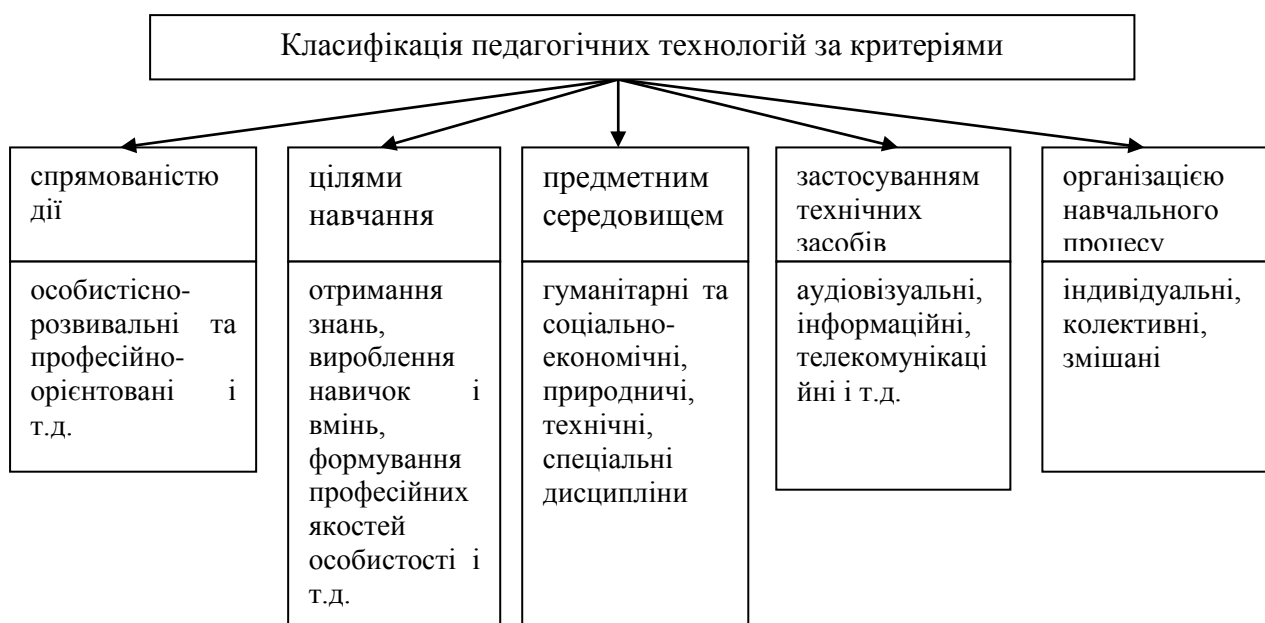 Класифікація педагогічних технологій за критеріями
спрямованістю
дії
цілями
навчання
предметним
середовищем
застосуванням
технічних
засобів
організацією
навчального
процесу
особистісно-
розвивальні та
професійно-
орієнтовані і
т.д.
отримання
знань,
вироблення
навичок і
вмінь,
формування
професійних
якостей
особистості і
т.д.
гуманітарні та
соціально-
економічні,
природничі,
технічні,
спеціальні
дисципліни
аудіовізуальні,
інформаційні,
телекомунікаці
йні і т.д.
індивідуальні,
колективні,
змішані